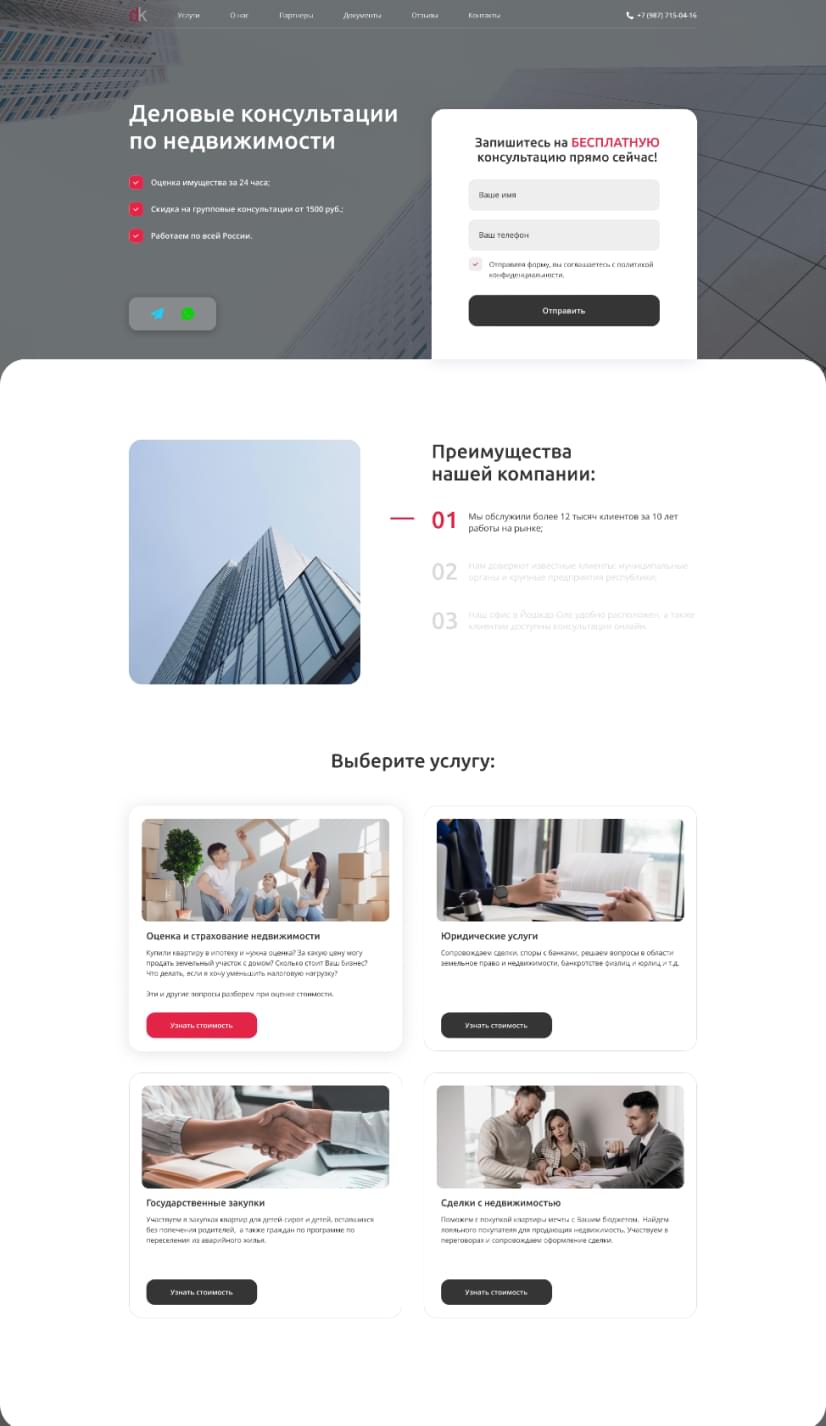 dk
Услуги
О нас
Партнеры
Документы
Отзывы
Контакты
+7 (987) 715-04-16
Деловые консультации
по недвижимости
Оценка имущества за 24 часа;
Скидка на групповые консультации от 1500 руб.;
Работаем по всей России.
Запишитесь на БЕСПЛАТНУЮ
консультацию прямо сейчас!
Ваше имя
Ваш телефон
Отправляя форму, вы соглашаетесь с политикой
конфиденциальности.
Отправить
Преимущества
нашей компании:
01
Мы обслужили более 12 тысяч клиентов за 10 лет
работы на рынке;
02
Нам доверяют известные клиенты: муниципальные
органы и крупные предприятия республики;
03
Наш офис в Йошкар-Оле удобно расположен, а также
клиентам доступны консультации онлайн.
Выберите услугу:
Оценка и страхование недвижимости
Купили квартиру в ипотеку и нужна оценка? За какую цену могу
продать земельный участок с домом? Сколько стоит Ваш бизнес?
Что делать, если я хочу уменьшить налоговую нагрузку?
Эти и другие вопросы разберем при оценке стоимости.
Узнать стоимость
Юридические услуги
Сопровождаем сделки, споры с банками, решаем вопросы в области
земельное право и недвижимости, банкротстве физлиц и юрлиц и т.д.
Узнать стоимость
Государственные закупки
Участвуем в закупках квартир для детей-сирот и детей, оставшихся
без попечения родителей, а также граждан по программе по
переселения из аварийного жилья.
Узнать стоимость
Сделки с недвижимостью
Поможем с покупкой квартиры мечты с Вашим бюджетом. Найдем
лояльного покупателя для продающих недвижимость. Участвуем в
переговорах и сопровождаем оформление сделки.
Узнать стоимость